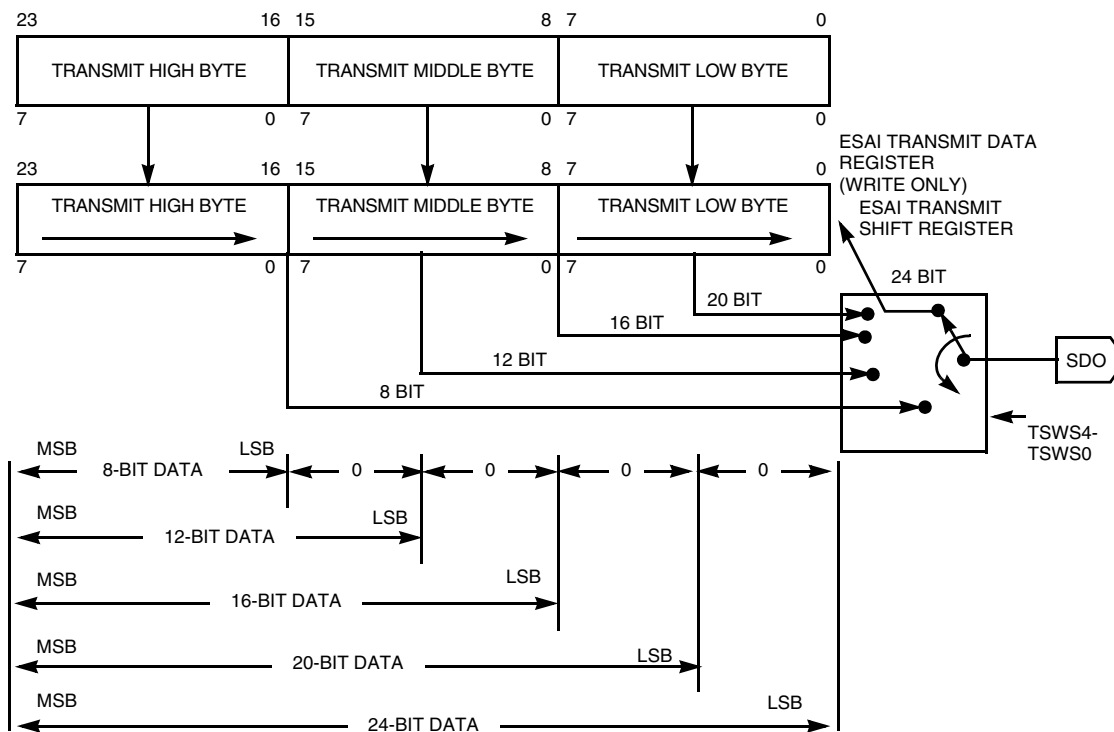 23 16 15 8 7 0
TRANSMIT HIGH BYTE TRANSMIT MIDDLE BYTE TRANSMIT LOW BYTE
7 0 7 0 7 0
ESAI TRANSMIT DATA
REGISTER
(WRITE ONLY)
23 16 15 8 7 0
TRANSMIT HIGH BYTE TRANSMIT MIDDLE BYTE TRANSMIT LOW BYTE
ESAI TRANSMIT
SHIFT REGISTER
7 0 7 0 7 0
24 BIT
20 BIT
16 BIT
12 BIT
8 BIT
SDO
TSWS4-
TSWS0
MSB LSB
8-BIT DATA 0 0 0 0
MSB LSB
12-BIT DATA
MSB LSB
16-BIT DATA
MSB LSB
20-BIT DATA
MSB LSB
24-BIT DATA